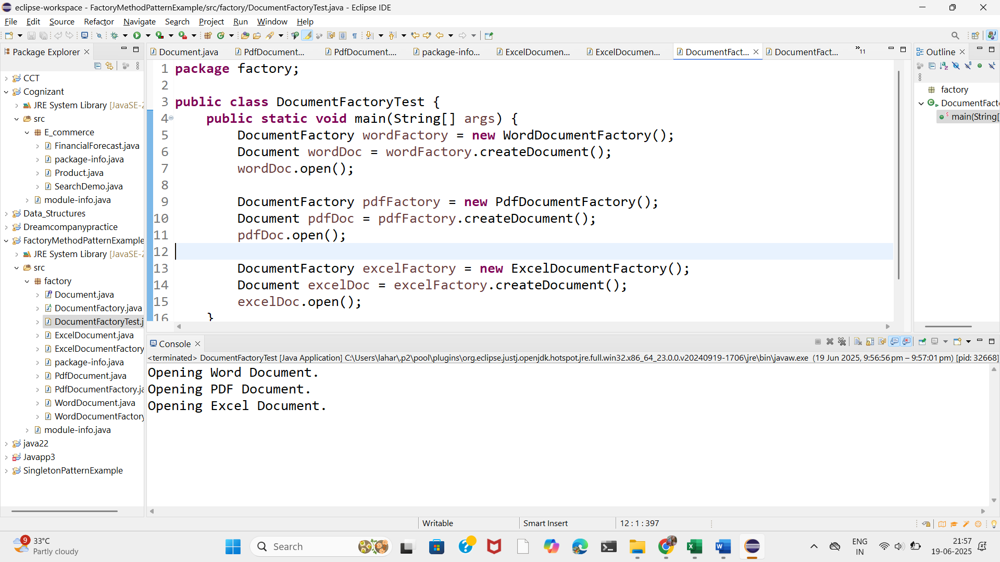 eclipse-workspace - FactoryMethodPatternExample/src/factory/DocumentFactoryTest.java - Eclipse IDE
File Edit Source Refactor Navigate Search Project Run Window Help
Package Explorer
CCT
Cognizant
JRE System Library [JavaSE-2
src
E_commerce
FinancialForecast.java
package-info.java
Product.java
SearchDemo.java
module-info.java
Data_Structures
Dreamcompanypractice
FactoryMethodPatternExample
JRE System Library [JavaSE-2
src
factory
Document.java
DocumentFactory.java
DocumentFactoryTest.j
ExcelDocument.java
ExcelDocumentFactory
package-info.java
PdfDocument.java
PdfDocumentFactory.ja
WordDocument.java
WordDocumentFactory
module-info.java
java22
Javapp3
SingletonPatternExample
Document.java PdfDocument... PdfDocument.... package-info... ExcelDocumen... ExcelDocumen... DocumentFact... DocumentFact... »11
1 package factory;
2
3 public class DocumentFactoryTest {
4 public static void main(String[] args) {
5 DocumentFactory wordFactory = new WordDocumentFactory();
6 Document wordDoc = wordFactory.createDocument();
7 wordDoc.open();
8
9 DocumentFactory pdfFactory = new PdfDocumentFactory();
10 Document pdfDoc = pdfFactory.createDocument();
11 pdfDoc.open();
12
13 DocumentFactory excelFactory = new ExcelDocumentFactory();
14 Document excelDoc = excelFactory.createDocument();
15 excelDoc.open();
16 }
Outline
factory
DocumentFact
main(String[
Console
<terminated> DocumentFactoryTest [Java Application] C:\Users\lahar\.p2\pool\plugins\org.eclipse.justj.openjdk.hotspot.jre.full.win32.x86_64_23.0.0.v20240919-1706\jre\bin\javaw.exe (19 Jun 2025, 9:56:56 pm – 9:57:01 pm) [pid: 32668]
Opening Word Document.
Opening PDF Document.
Opening Excel Document.
Writable Smart Insert 12 : 1 : 397
9
33°C
Partly cloudy
Search
ENG
IN
21:57
19-06-2025